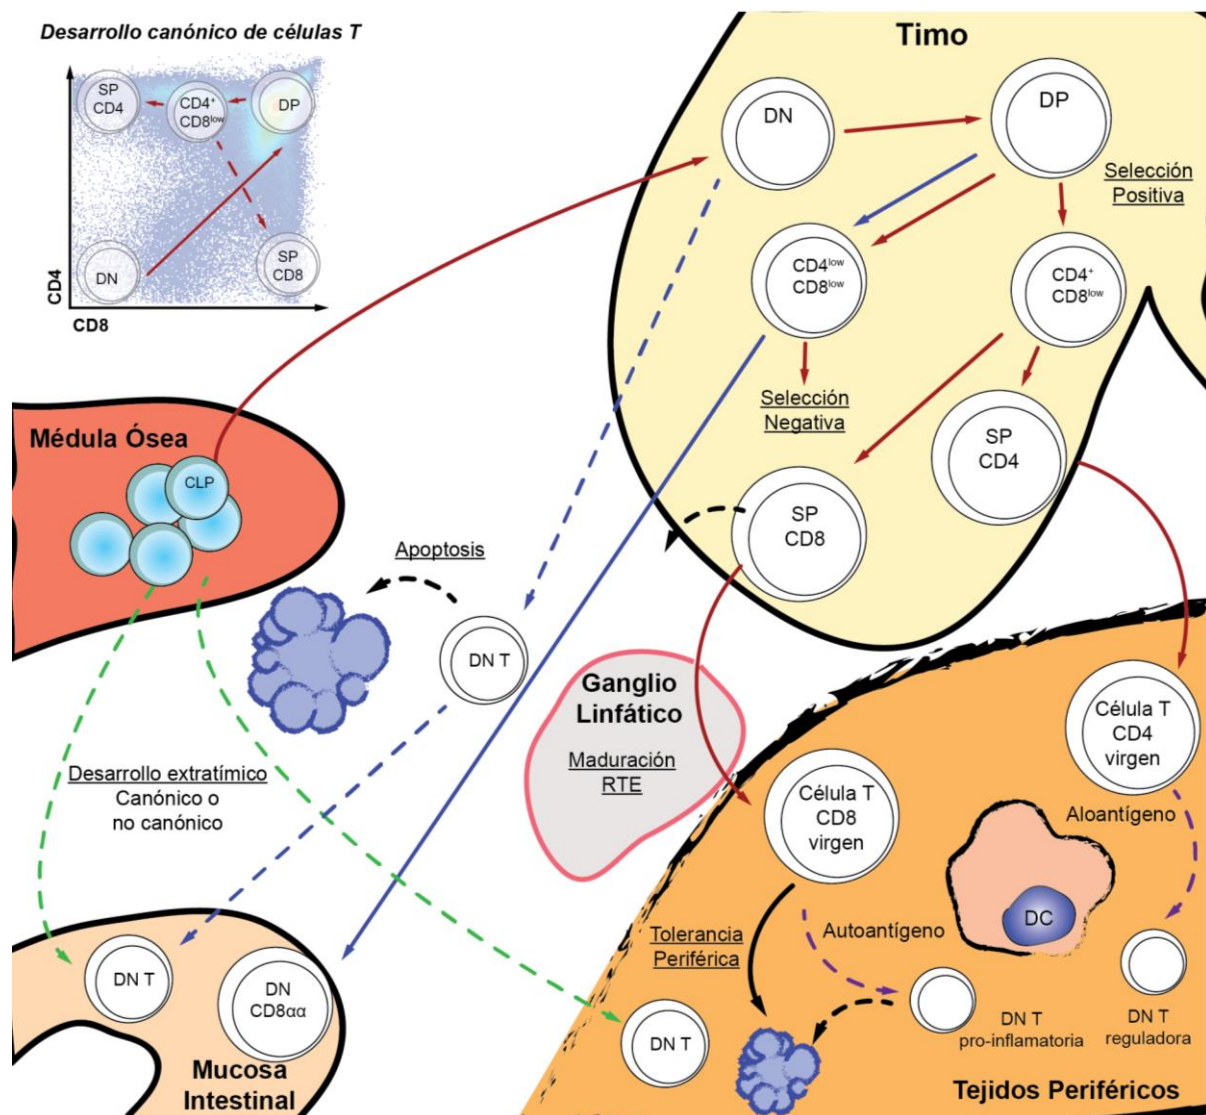 Desarrollo canónico de células T
SP
CD4
CD4⁺
CD8ˡᵒʷ
DP
DN
SP
CD8
CD4
CD8
Timo
DN
DP
Selección
Positiva
CD4ˡᵒʷ
CD8ˡᵒʷ
CD4⁺
CD8ˡᵒʷ
Selección
Negativa
SP
CD4
SP
CD8
Médula Ósea
CLP
Apoptosis
DN T
Ganglio
Linfático
Maduración
RTE
Desarrollo extratímico
Canónico o
no canónico
Célula T
CD4
virgen
Célula T
CD8
virgen
Aloantígeno
DC
Tolerancia
Periférica
Autoantígeno
DN T
DN
CD8αα
Mucosa
Intestinal
DN T
DN T
pro-inflamatoria
DN T
reguladora
Tejidos Periféricos